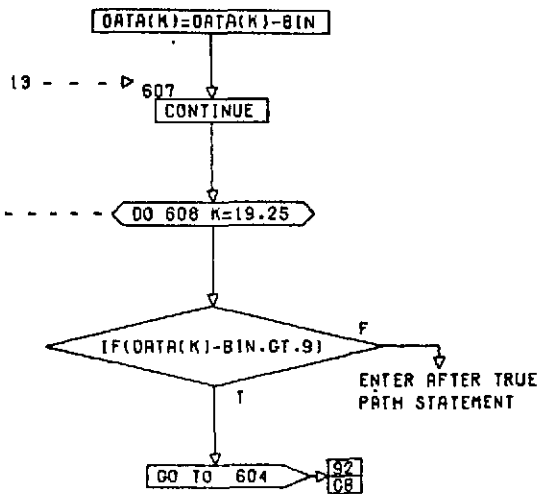 DATA(K)=DATA(K)-BIN
13
607
CONTINUE
DO 608 K=19.25
IF(DATA(K)-BIN.GT.9)
F
ENTER AFTER TRUE
PATH STATEMENT
T
GO TO 604
92
C8